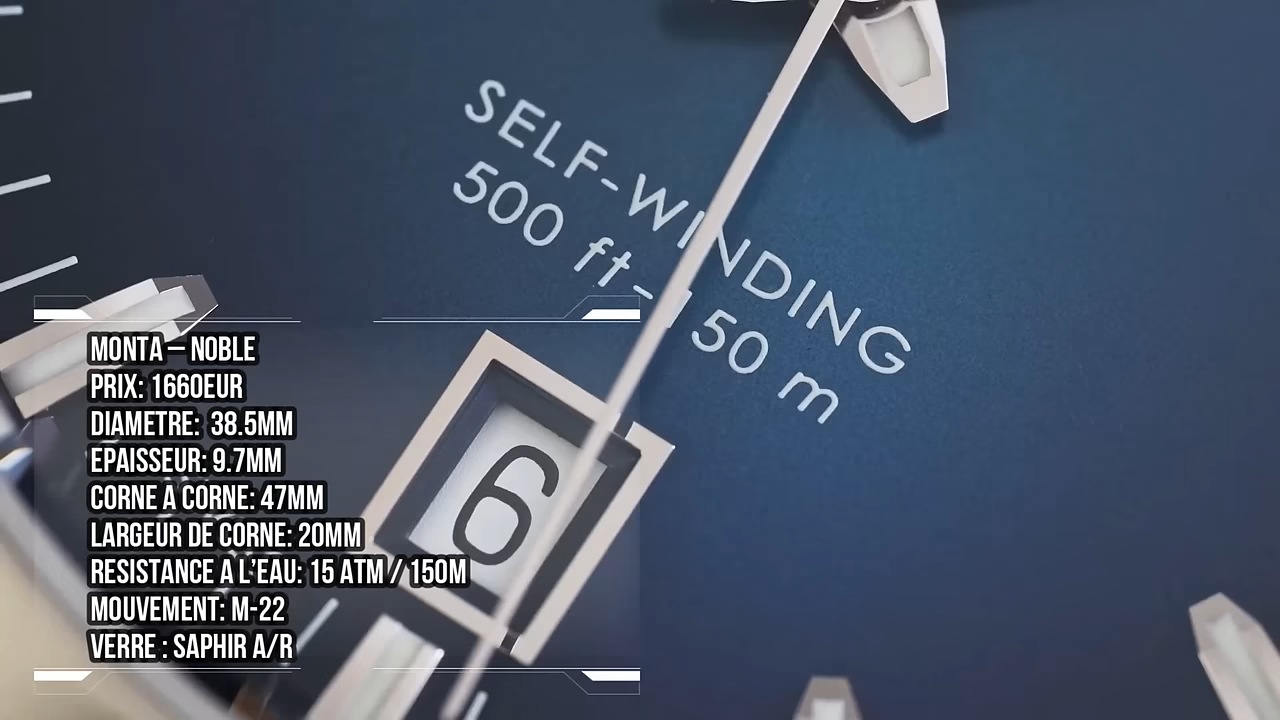 SELF-WINDING
500 ft-150 m
6
MONTA – NOBLE
PRIX: 1660EUR
DIAMETRE: 38.5MM
EPAISSEUR: 9.7MM
CORNE A CORNE: 47MM
LARGEUR DE CORNE: 20MM
RESISTANCE A L'EAU: 15 ATM / 150M
MOUVEMENT: M-22
VERRE : SAPHIR A/R